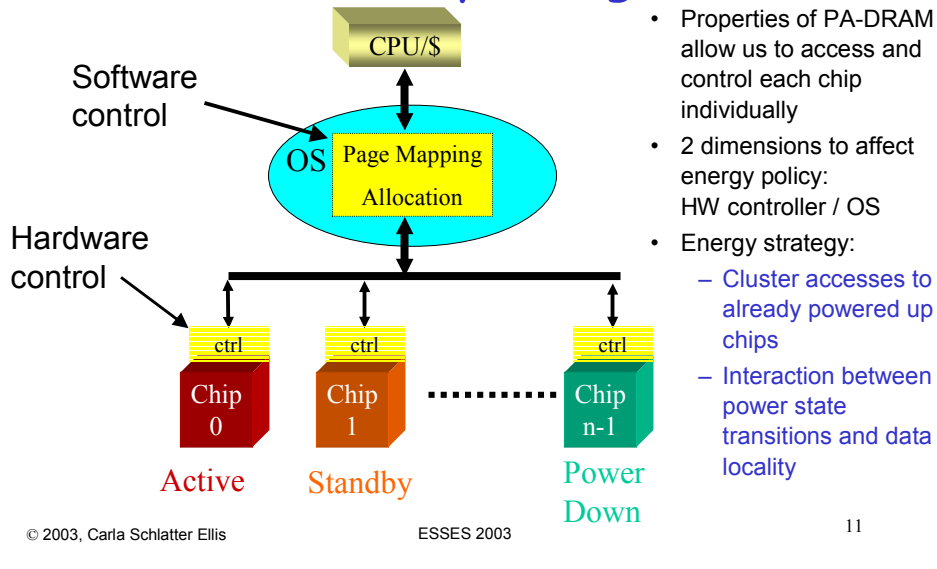 CPU/$
Software
control
OS
Page Mapping
Allocation
Hardware
control
ctrl
ctrl
ctrl
Chip
0
Chip
1
Chip
n-1
Active
Standby
Power
Down
• Properties of PA-DRAM
allow us to access and
control each chip
individually
• 2 dimensions to affect
energy policy:
HW controller / OS
• Energy strategy:
– Cluster accesses to
already powered up
chips
– Interaction between
power state
transitions and data
locality
© 2003, Carla Schlatter Ellis
ESSES 2003
11